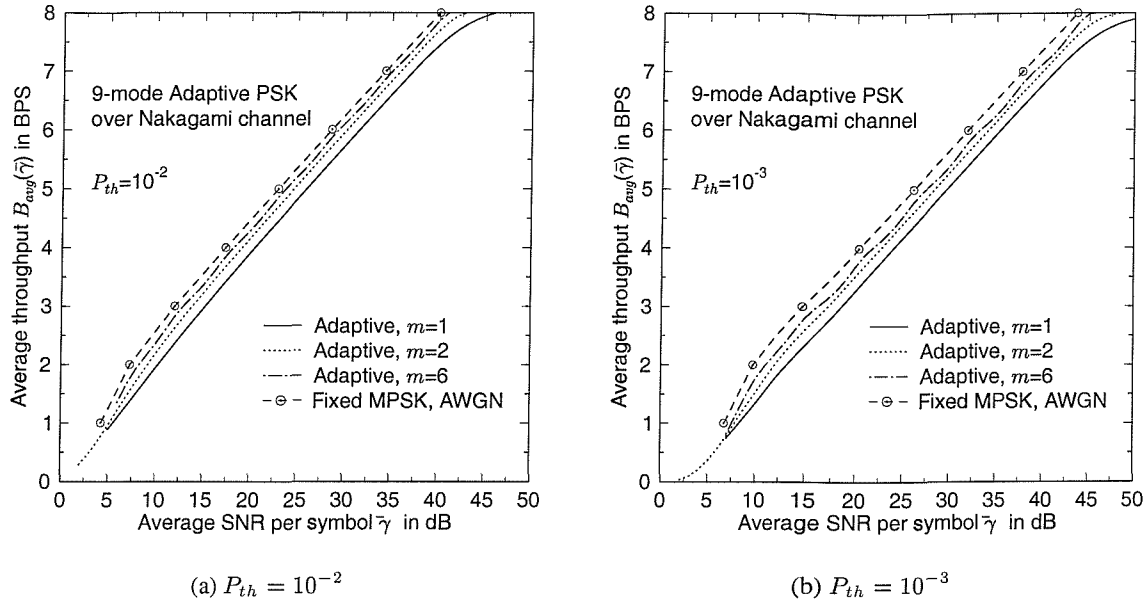 8
7
6
5
4
3
2
1
0
Average throughput B_avg(γ̄) in BPS
9-mode Adaptive PSK
over Nakagami channel
P_th=10^-2
Adaptive, m=1
Adaptive, m=2
Adaptive, m=6
Fixed MPSK, AWGN
0 5 10 15 20 25 30 35 40 45 50
Average SNR per symbol γ̄ in dB
(a) P_th = 10^−2
8
7
6
5
4
3
2
1
0
Average throughput B_avg(γ̄) in BPS
9-mode Adaptive PSK
over Nakagami channel
P_th=10^-3
Adaptive, m=1
Adaptive, m=2
Adaptive, m=6
Fixed MPSK, AWGN
0 5 10 15 20 25 30 35 40 45 50
Average SNR per symbol γ̄ in dB
(b) P_th = 10^−3